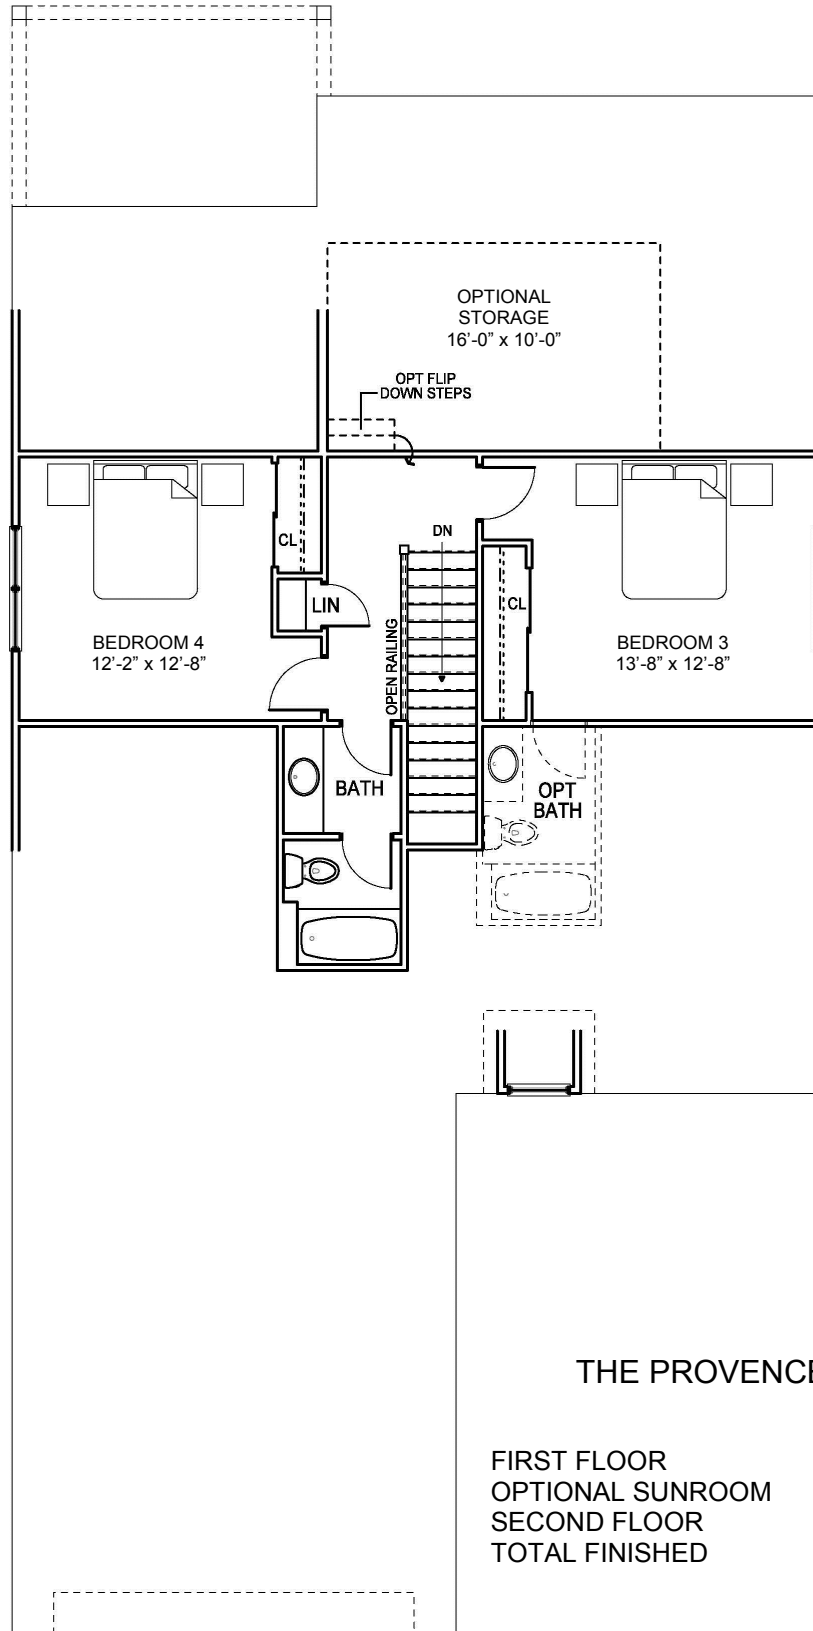 OPTIONAL
STORAGE
16’-0” x 10’-0”
OPT FLIP
DOWN STEPS
DN
CL
LIN
CL
OPEN RAILING
BEDROOM 4
12’-2” x 12’-8”
BEDROOM 3
13’-8” x 12’-8”
BATH
OPT
BATH
THE PROVENCE
FIRST FLOOR
OPTIONAL SUNROOM
SECOND FLOOR
TOTAL FINISHED